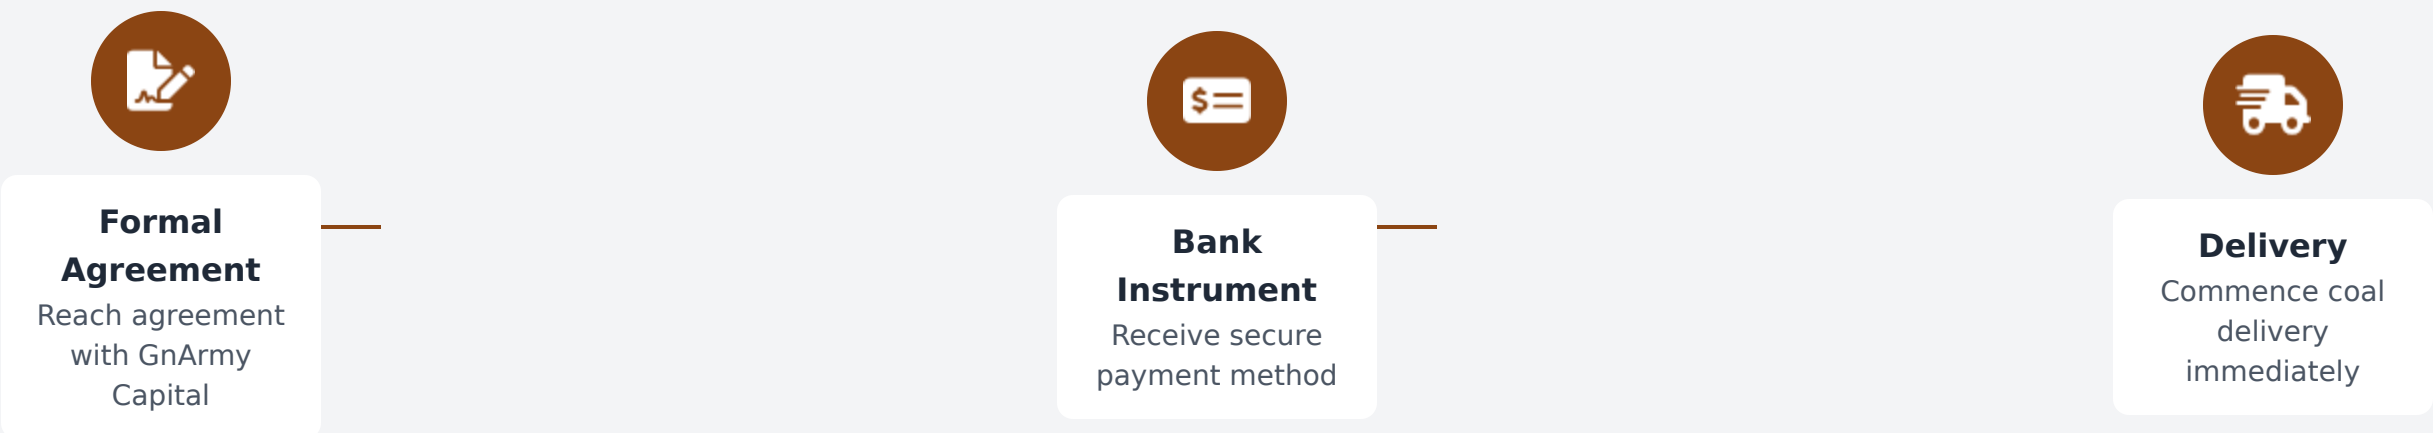 Formal
Agreement
Reach agreement
with GnArmy
Capital
$
Bank
Instrument
Receive secure
payment method
Delivery
Commence coal
delivery
immediately